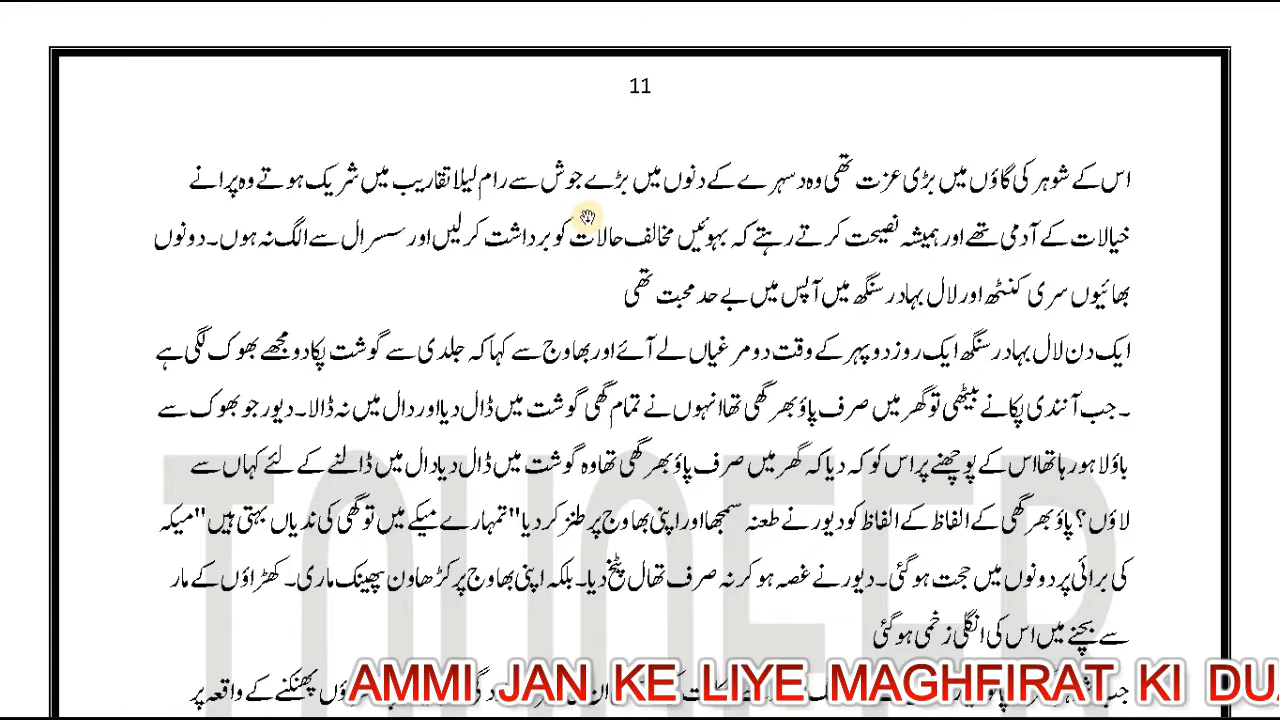 11
اس کے شوہر کی گاؤں میں بڑی عزت تھی وہ دسہرے کے دنوں میں بڑے جوش سے رام لیلا تقاریب میں شریک ہوتے وہ پرانے
خیالات کے آدمی تھے اور ہمیشہ نصیحت کرتے رہتے کہ بہوئیں مخالف حالات کو برداشت کرلیں اور سسرال سے الگ نہ ہوں۔ دونوں
بھائیوں سری کنٹھ اور لال بہادر سنگھ میں آپس میں بے حد محبت تھی
ایک دن لال بہادر سنگھ ایک روز دوپہر کے وقت دو مرغیاں لے آئے اور بھاوج سے کہا کہ جلدی سے گوشت پکا دو مجھے بھوک لگی ہے
۔ جب آنندی پکانے بیٹھی تو گھر میں صرف پاؤ بھر گھی تھا انہوں نے تمام گھی گوشت میں ڈال دیا اور دال میں نہ ڈالا۔ دیور جو بھوک سے
باؤلا ہو رہا تھا اس کے پوچھنے پر اس کو کہ دیا کہ گھر میں صرف پاؤ بھر گھی تھا وہ گوشت میں ڈال دیا دال میں ڈالنے کے لئے کہاں سے
لاؤں؟ پاؤ بھر گھی کے الفاظ کے الفاظ کو دیور نے طعنہ سمجھا اور اپنی بھاوج پر طنز کر دیا "تمہارے میکے میں تو گھی کی ندیاں بہتی ہیں" میکہ
کی برائی پر دونوں میں حجت ہو گئی۔ دیور نے غصہ ہو کر نہ صرف تھال پٹخ دیا۔ بلکہ اپنی بھاوج پر کڑھاون پھینک ماری۔ کھڑاؤں کے مار
سے بچنے میں اس کی انگلی زخمی ہو گئی
جب پھنکنے کے واقعہ پر
AMMI JAN KE LIYE MAGHFIRAT KI DU
TAUQEER